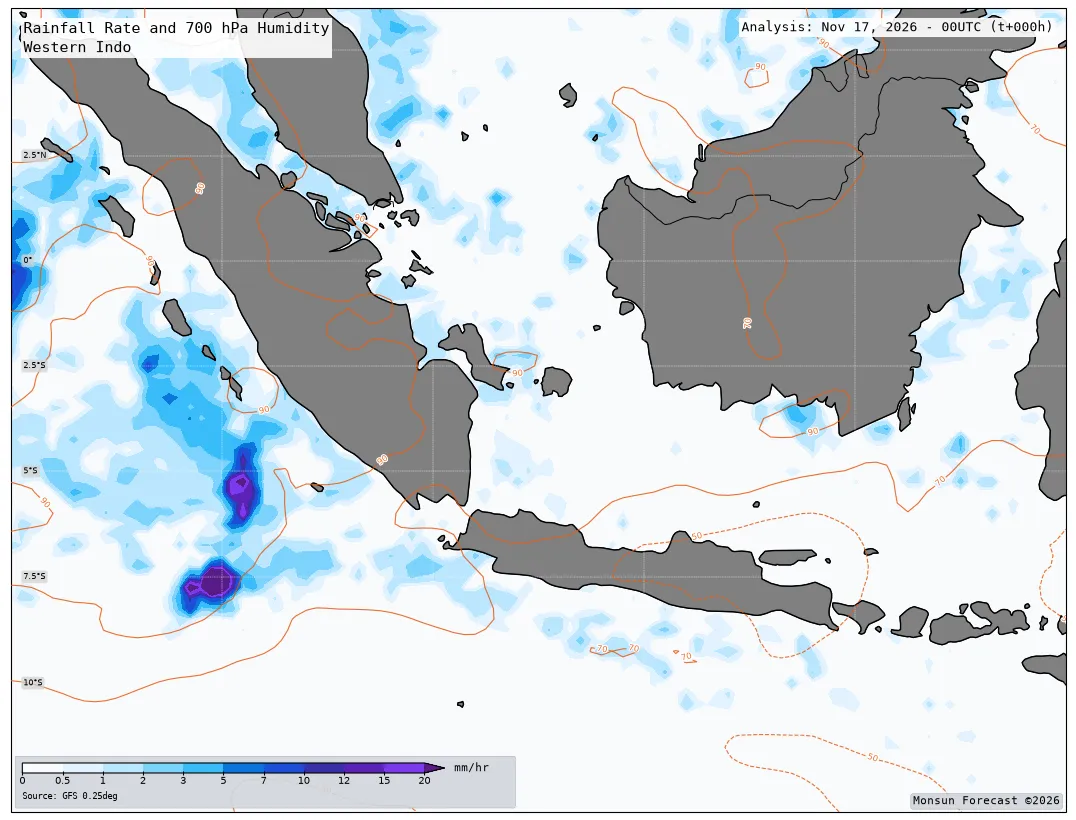 Rainfall Rate and 700 hPa Humidity
Western Indo
Analysis: Nov 17, 2026 - 00UTC (t+000h)
90
90
70
2.5°N
90
90
0°
90
70
2.5°S
90
90
90
90
5°S
70
90
50
7.5°S
70
70
70
10°S
50
mm/hr
0 0.5 1 2 3 5 7 10 12 15 20
Source: GFS 0.25deg
Monsun Forecast ©2026